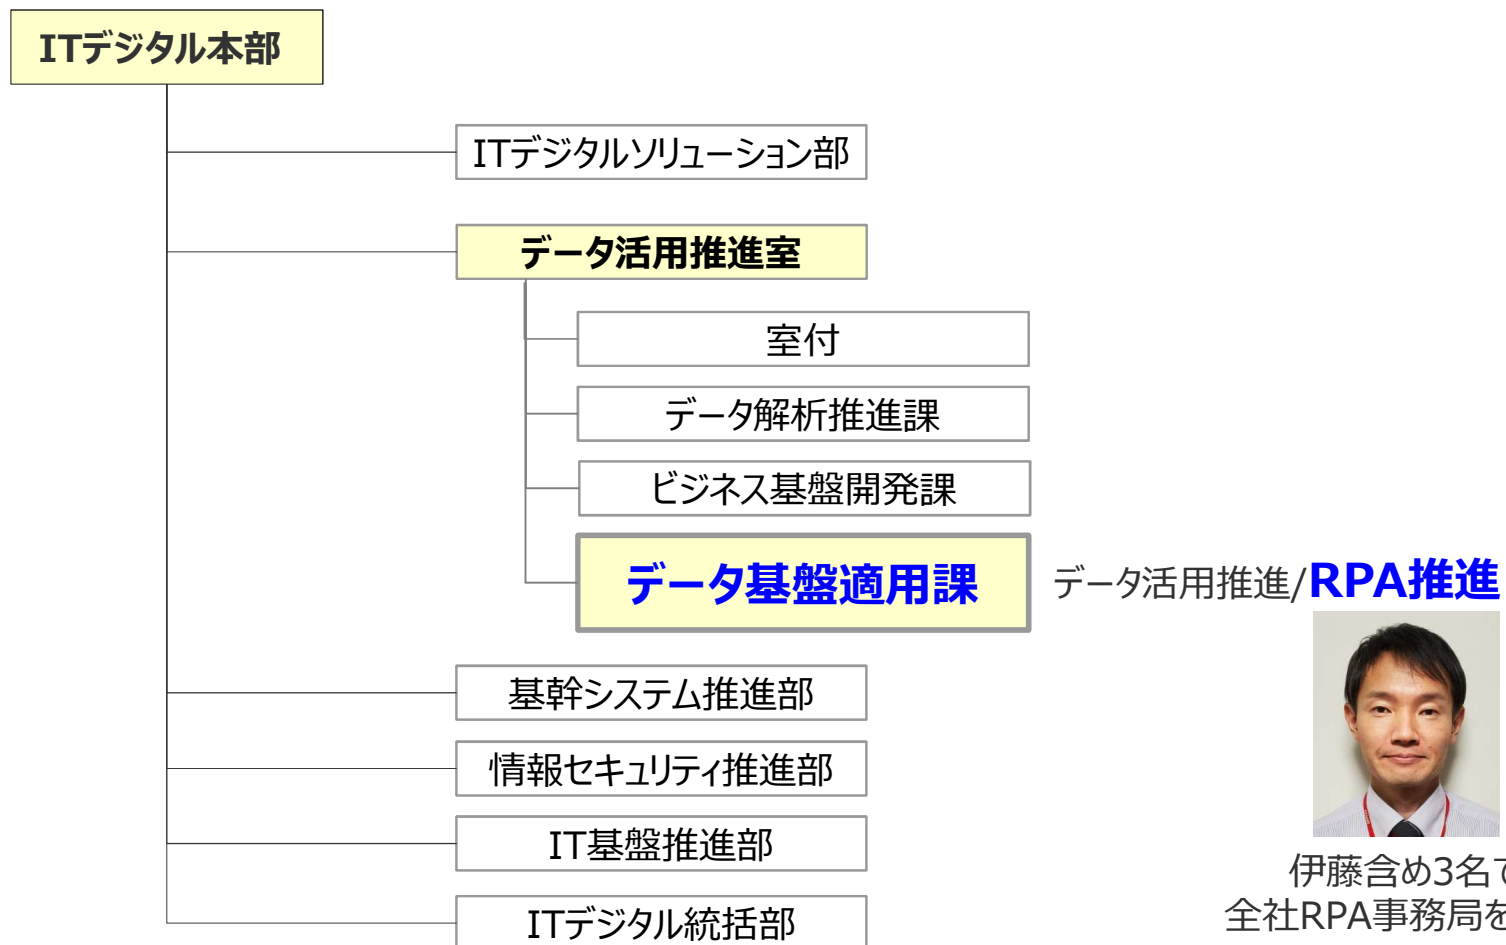 ITデジタル本部
ITデジタルソリューション部
データ活用推進室
室付
データ解析推進課
ビジネス基盤開発課
データ基盤適用課
データ活用推進/RPA推進
基幹システム推進部
情報セキュリティ推進部
IT基盤推進部
ITデジタル統括部
伊藤含め3名で
全社RPA事務局を